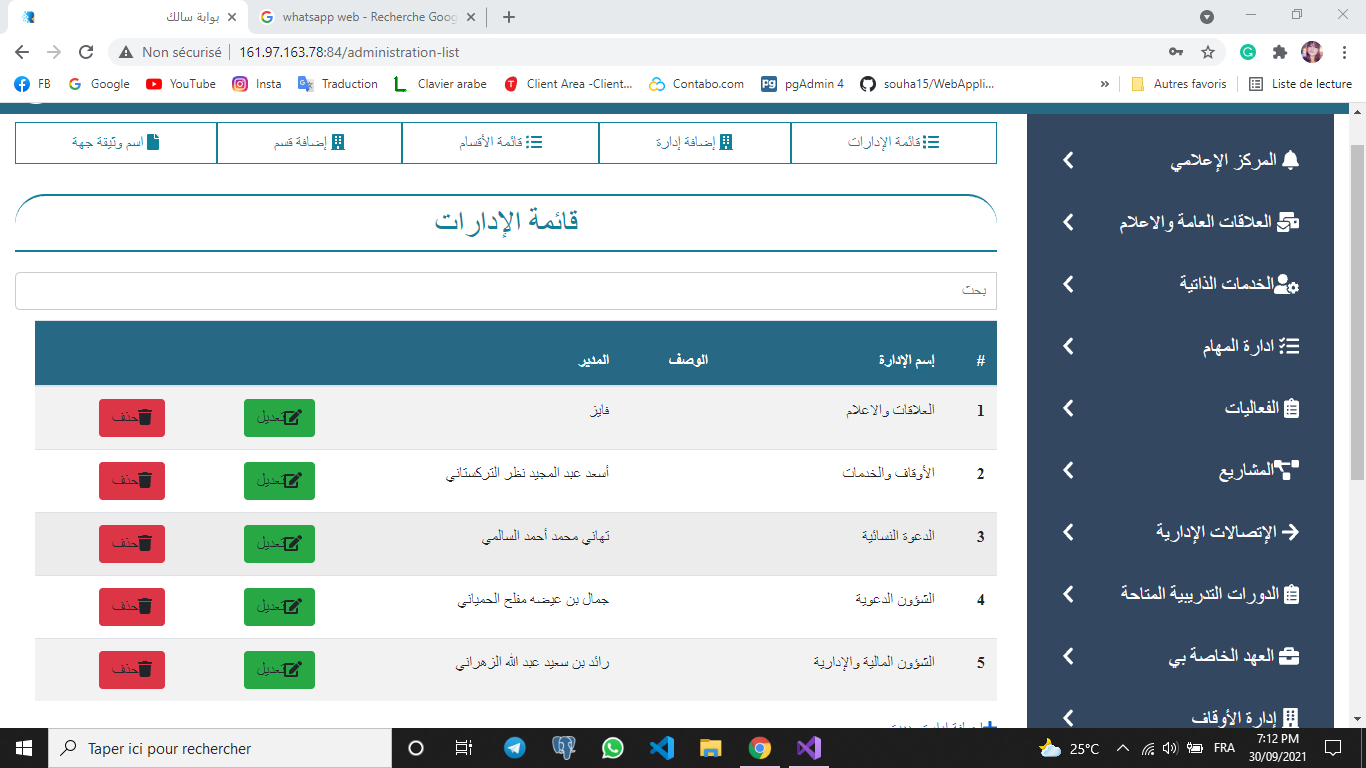 بوابة سالك
whatsapp web - Recherche Goog
Non sécurisé
161.97.163.78:84/administration-list
FB
Google
YouTube
Insta
Traduction
Clavier arabe
Client Area -Client...
Contabo.com
pgAdmin 4
souha15/WebAppli...
»
Autres favoris
Liste de lecture
قائمة الإدارات
إضافة إدارة
قائمة الأقسام
إضافة قسم
اسم وثيقة جهة
المركز الإعلامي
العلاقات العامة والاعلام
الخدمات الذاتية
ادارة المهام
الفعاليات
المشاريع
الإتصالات الإدارية
الدورات التدريبية المتاحة
العهد الخاصة بي
إدارة الأوقاف
قائمة الإدارات
بحث
# إسم الإدارة الوصف المدير
1 العلاقات والاعلام فايز تعديل حذف
2 الأوقاف والخدمات أسعد عبد المجيد نظر التركستاني تعديل حذف
3 الدعوة النسائية تهاني محمد أحمد السالمي تعديل حذف
4 الشؤون الدعوية جمال بن عيضه مفلح الحمياني تعديل حذف
5 الشؤون المالية والإدارية رائد بن سعيد عبد الله الزهراني تعديل حذف
Taper ici pour rechercher
25°C
FRA
7:12 PM
30/09/2021